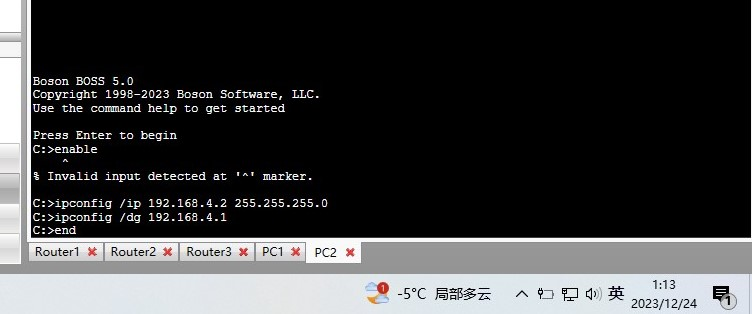 Boson BOSS 5.0
Copyright 1998-2023 Boson Software, LLC.
Use the command help to get started
Press Enter to begin
C:>enable
^
% Invalid input detected at '^' marker.
C:>ipconfig /ip 192.168.4.2 255.255.255.0
C:>ipconfig /dg 192.168.4.1
C:>end
Router1 Router2 Router3 PC1 PC2
1 -5°C 局部多云 英 1:13 1
2023/12/24